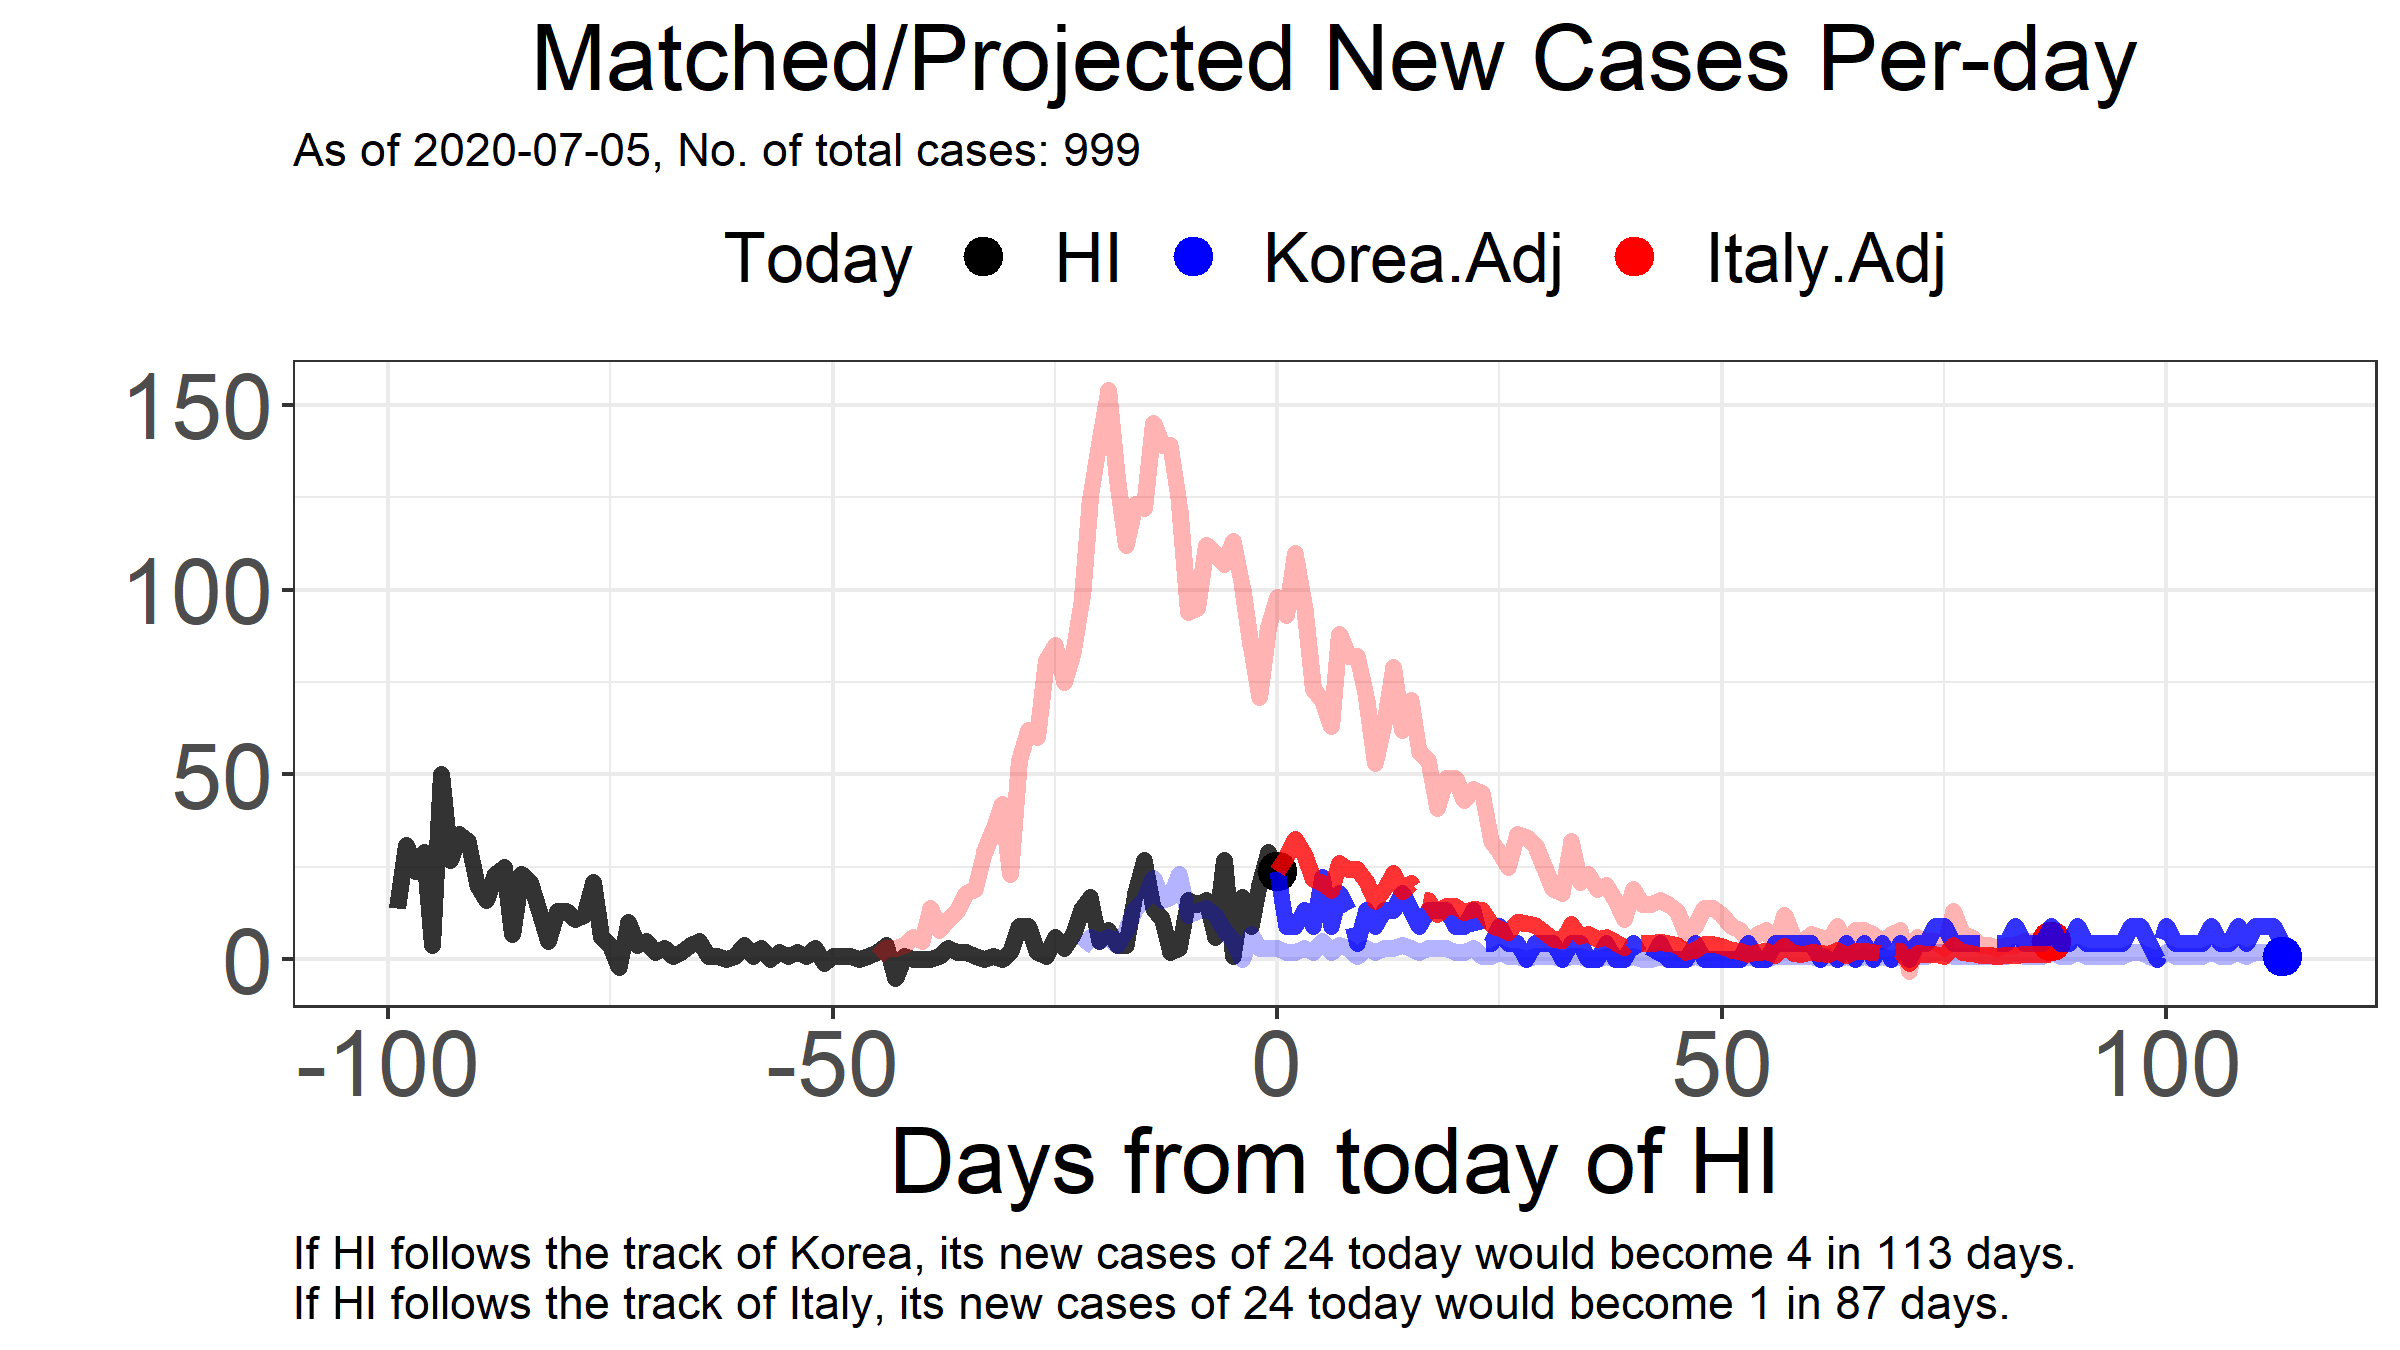 Matched/Projected New Cases Per-day
As of 2020-07-05, No. of total cases: 999
Today HI Korea.Adj Italy.Adj
150
100
50
0
-100 -50 0 50 100
Days from today of HI
If HI follows the track of Korea, its new cases of 24 today would become 4 in 113 days.
If HI follows the track of Italy, its new cases of 24 today would become 1 in 87 days.